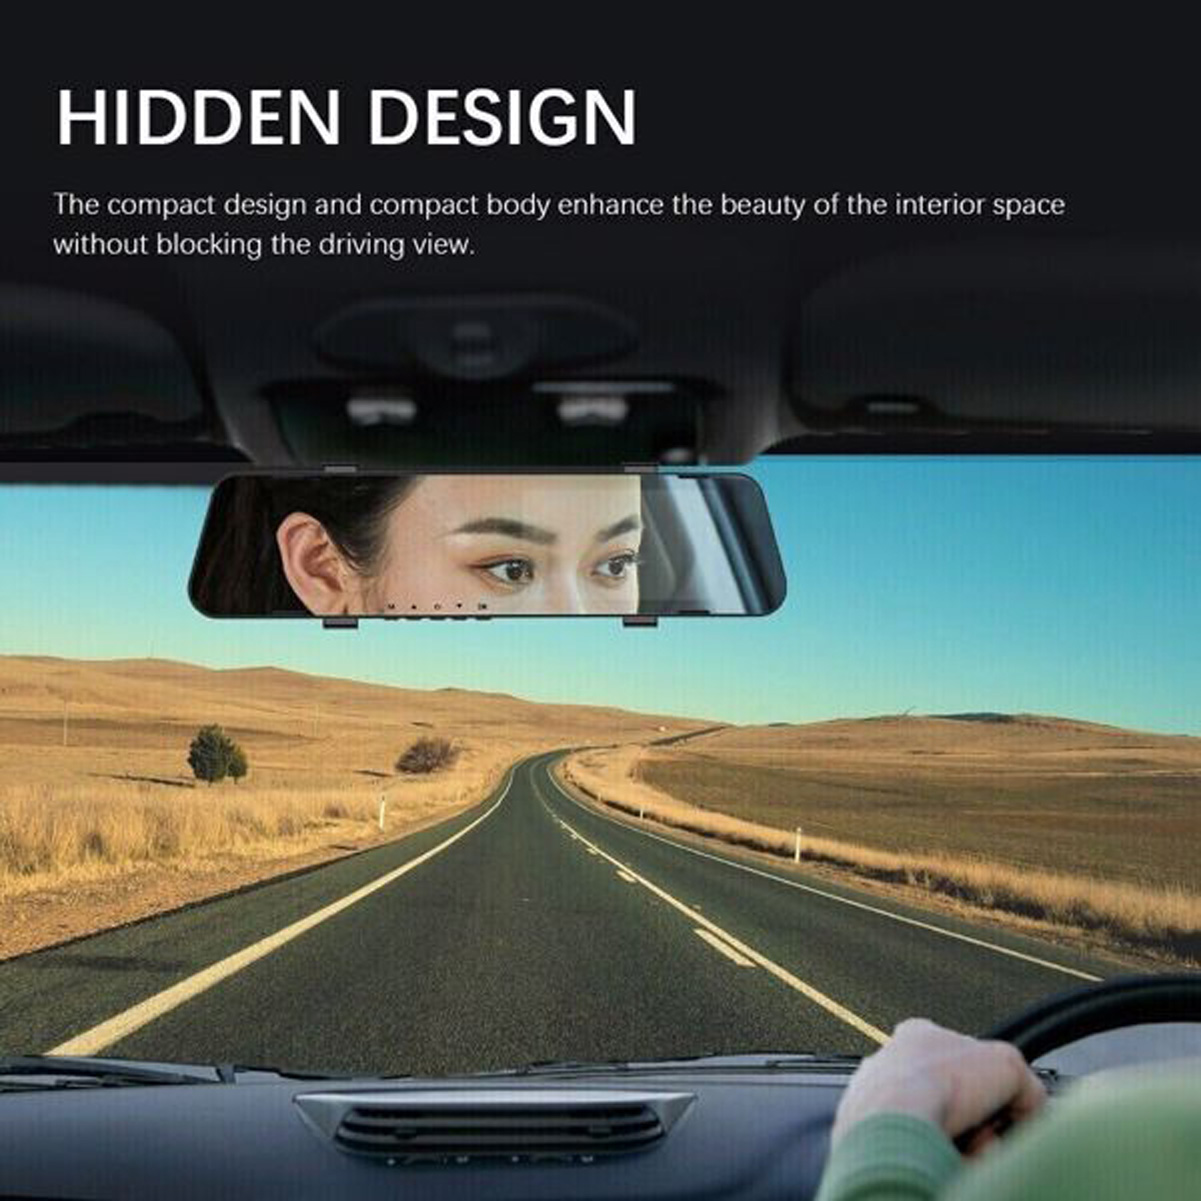 HIDDEN DESIGN
The compact design and compact body enhance the beauty of the interior space
without blocking the driving view.